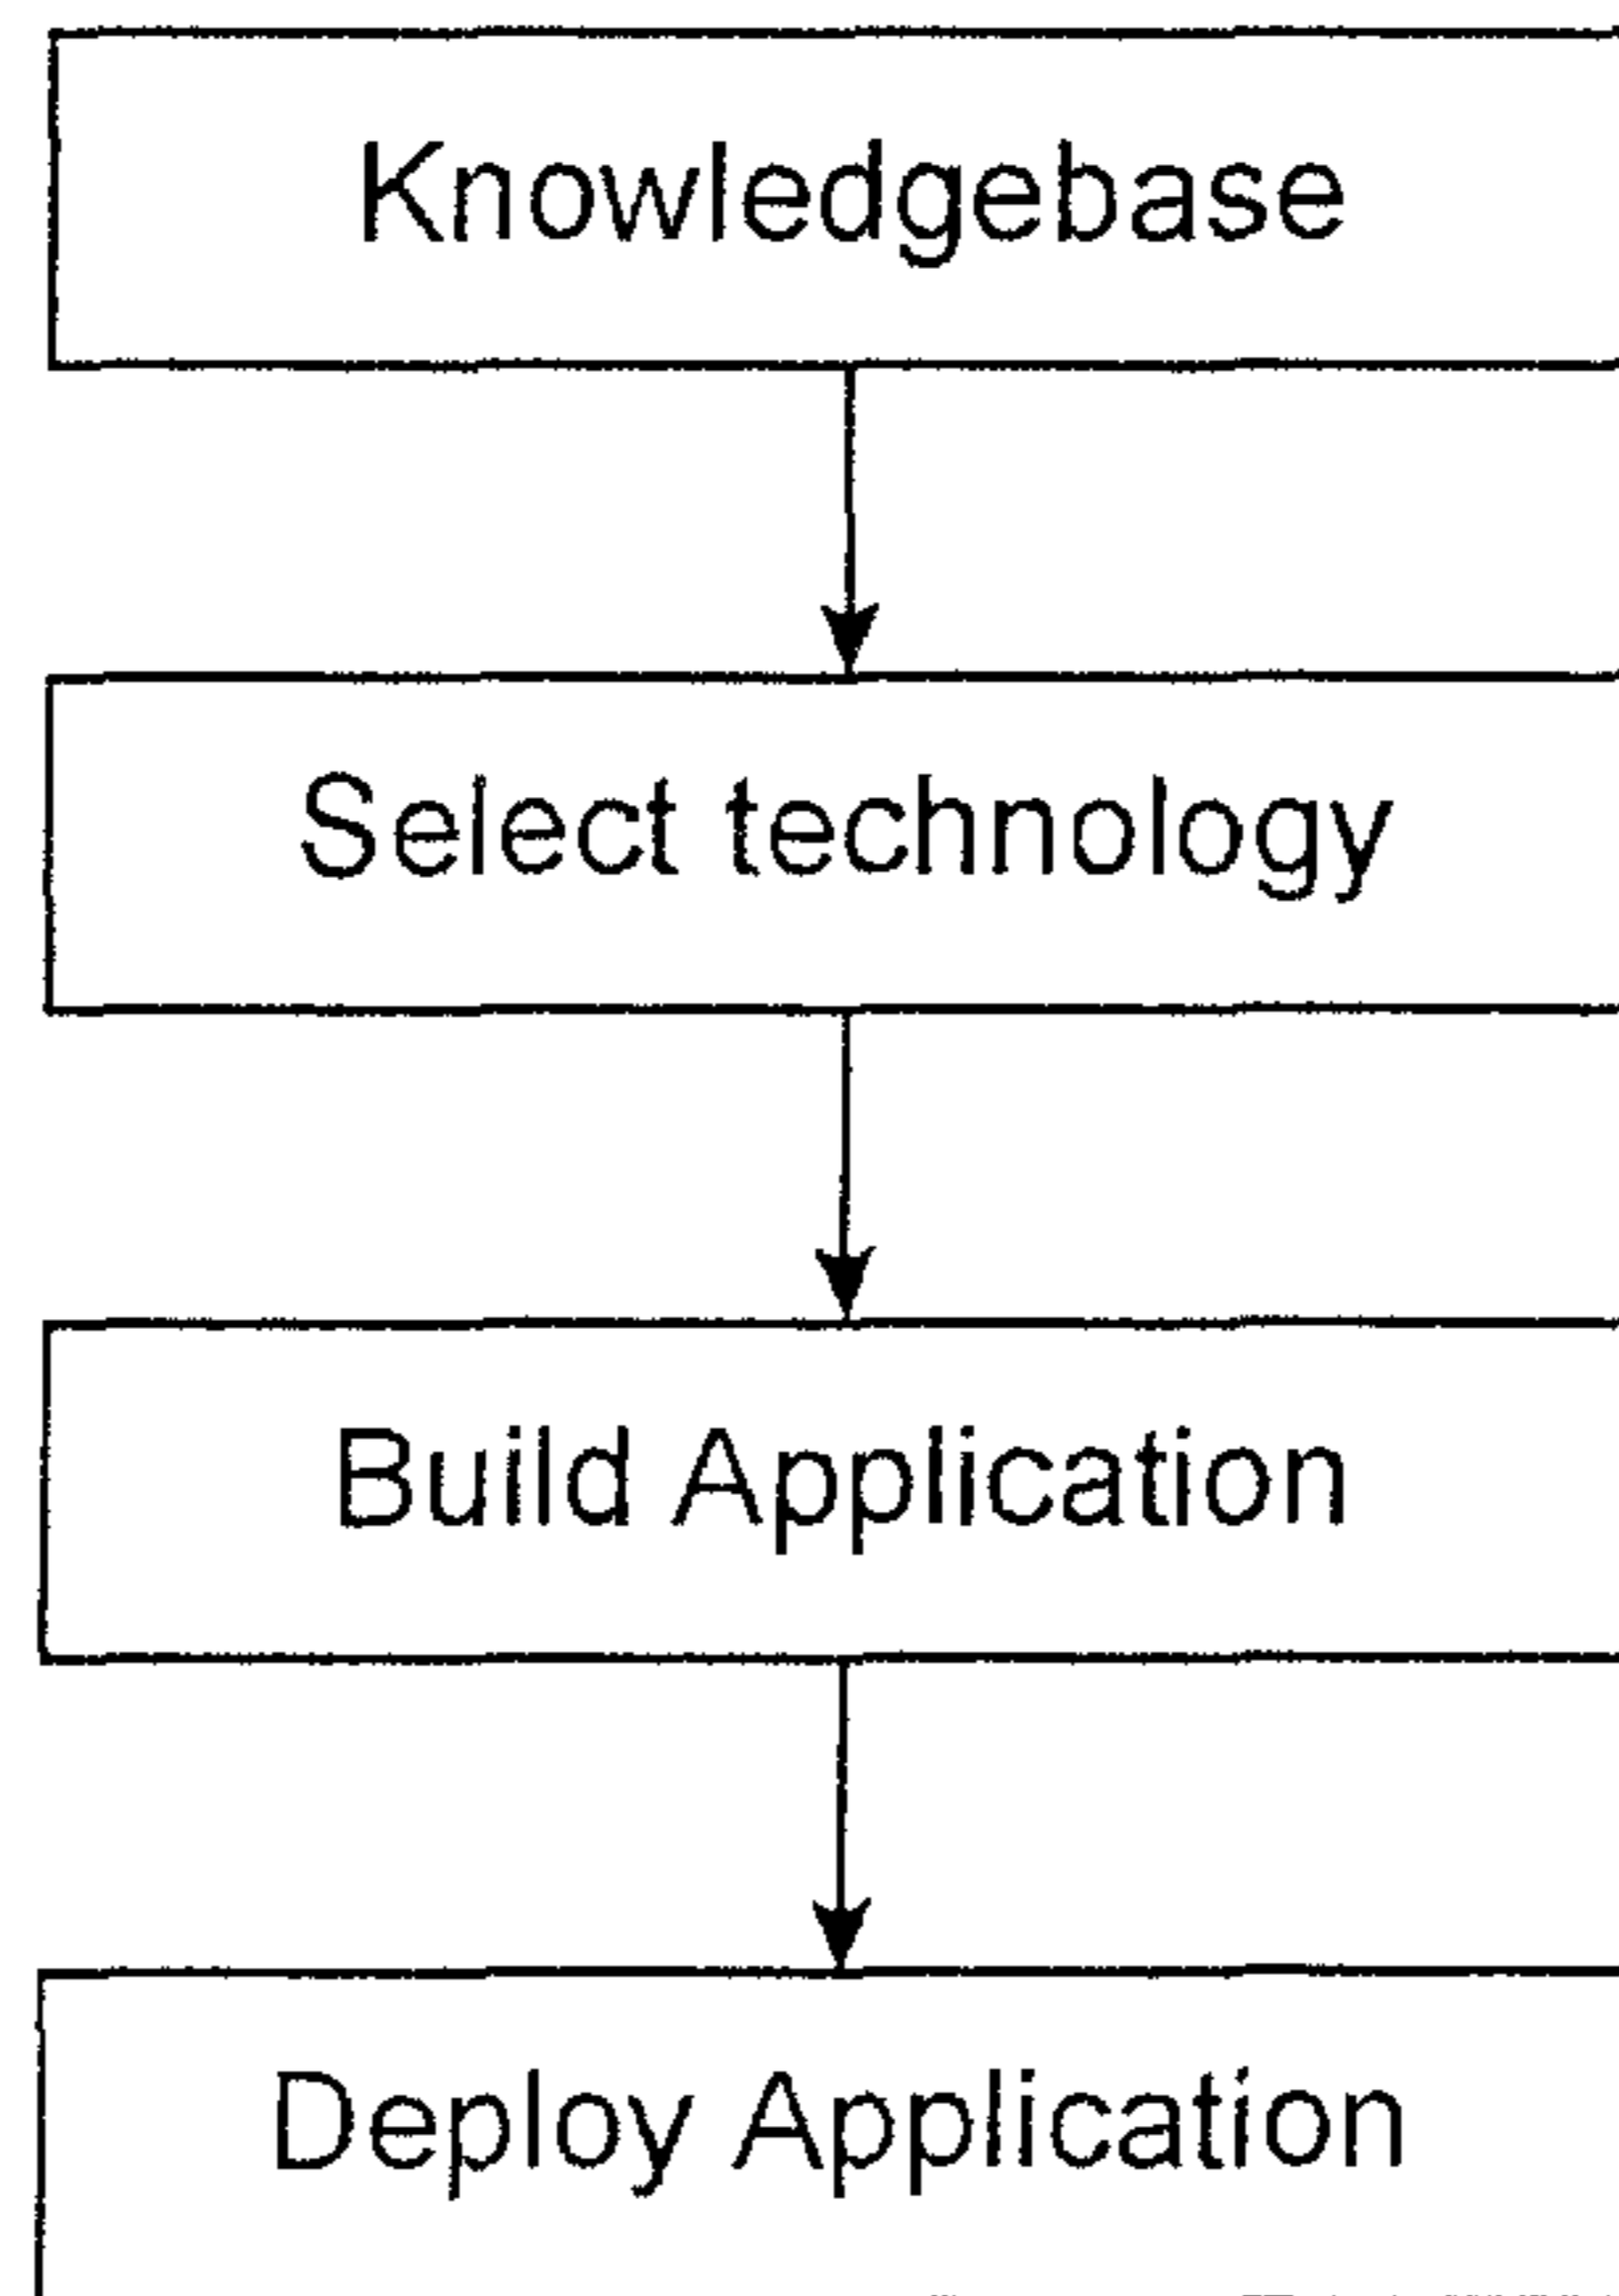 Knowledgebase
Select technology
Build Application
Deploy Application